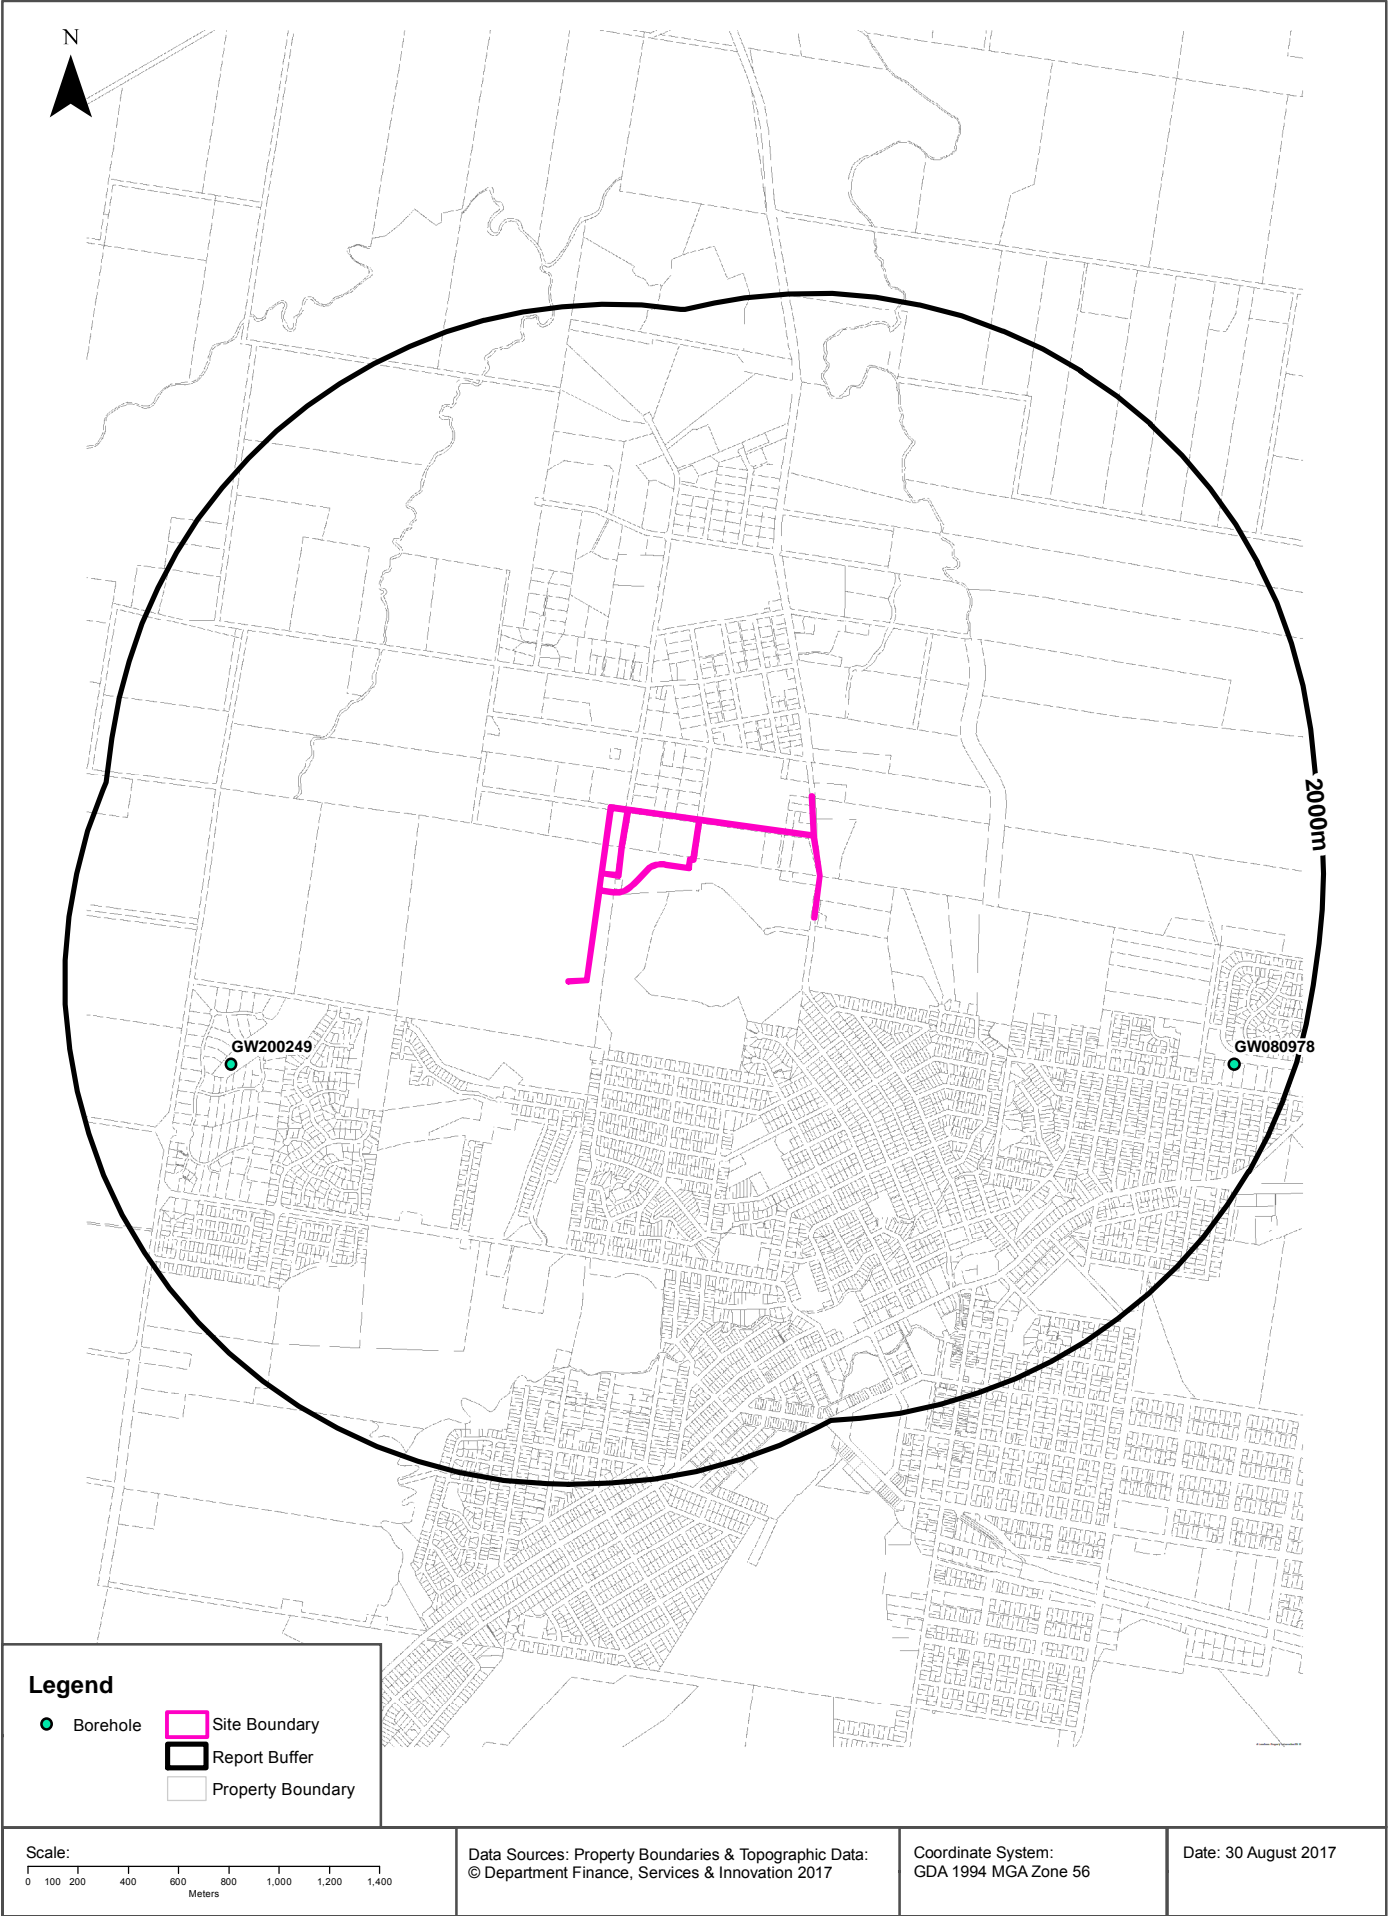 N
2000m
GW200249
GW080978
Legend
Borehole
Site Boundary
Report Buffer
Property Boundary
Scale:
0 100 200 400 600 800 1,000 1,200 1,400
Meters
Data Sources: Property Boundaries & Topographic Data:
© Department Finance, Services & Innovation 2017
Coordinate System:
GDA 1994 MGA Zone 56
Date: 30 August 2017